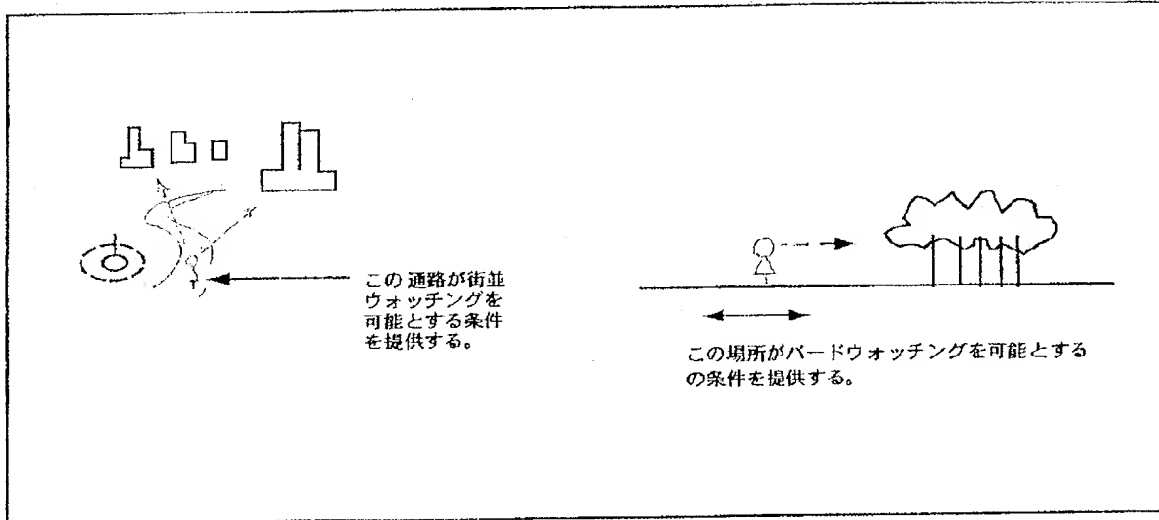 この通路が街並
ウォッチングを
可能とする条件
を提供する。
この場所がバードウォッチングを可能とする
の条件を提供する。